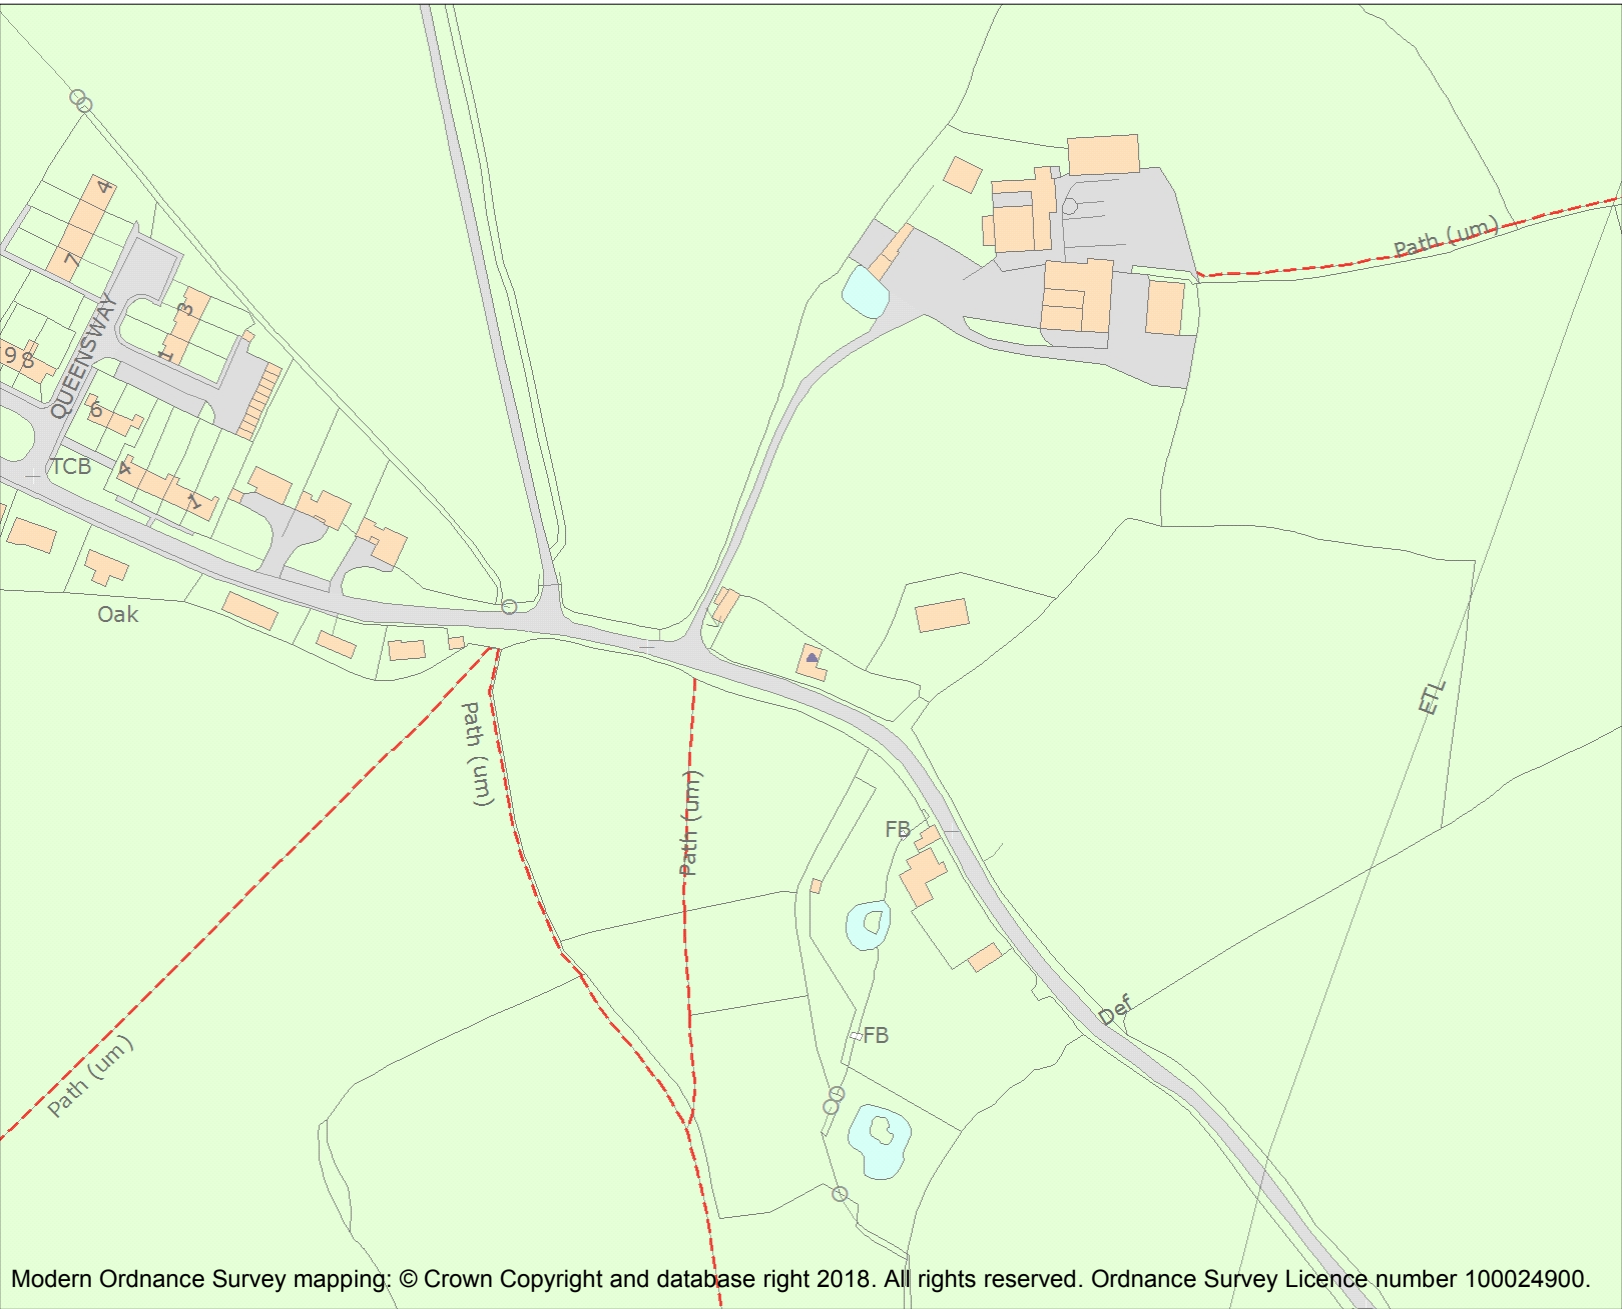 4
7
3
1
9
8
QUEENSWAY
6
TCB
4
1
Oak
Path (um)
Path (um)
Path (um)
Path (um)
ETL
FB
FB
Def
Modern Ordnance Survey mapping: © Crown Copyright and database right 2018. All rights reserved. Ordnance Survey Licence number 100024900.